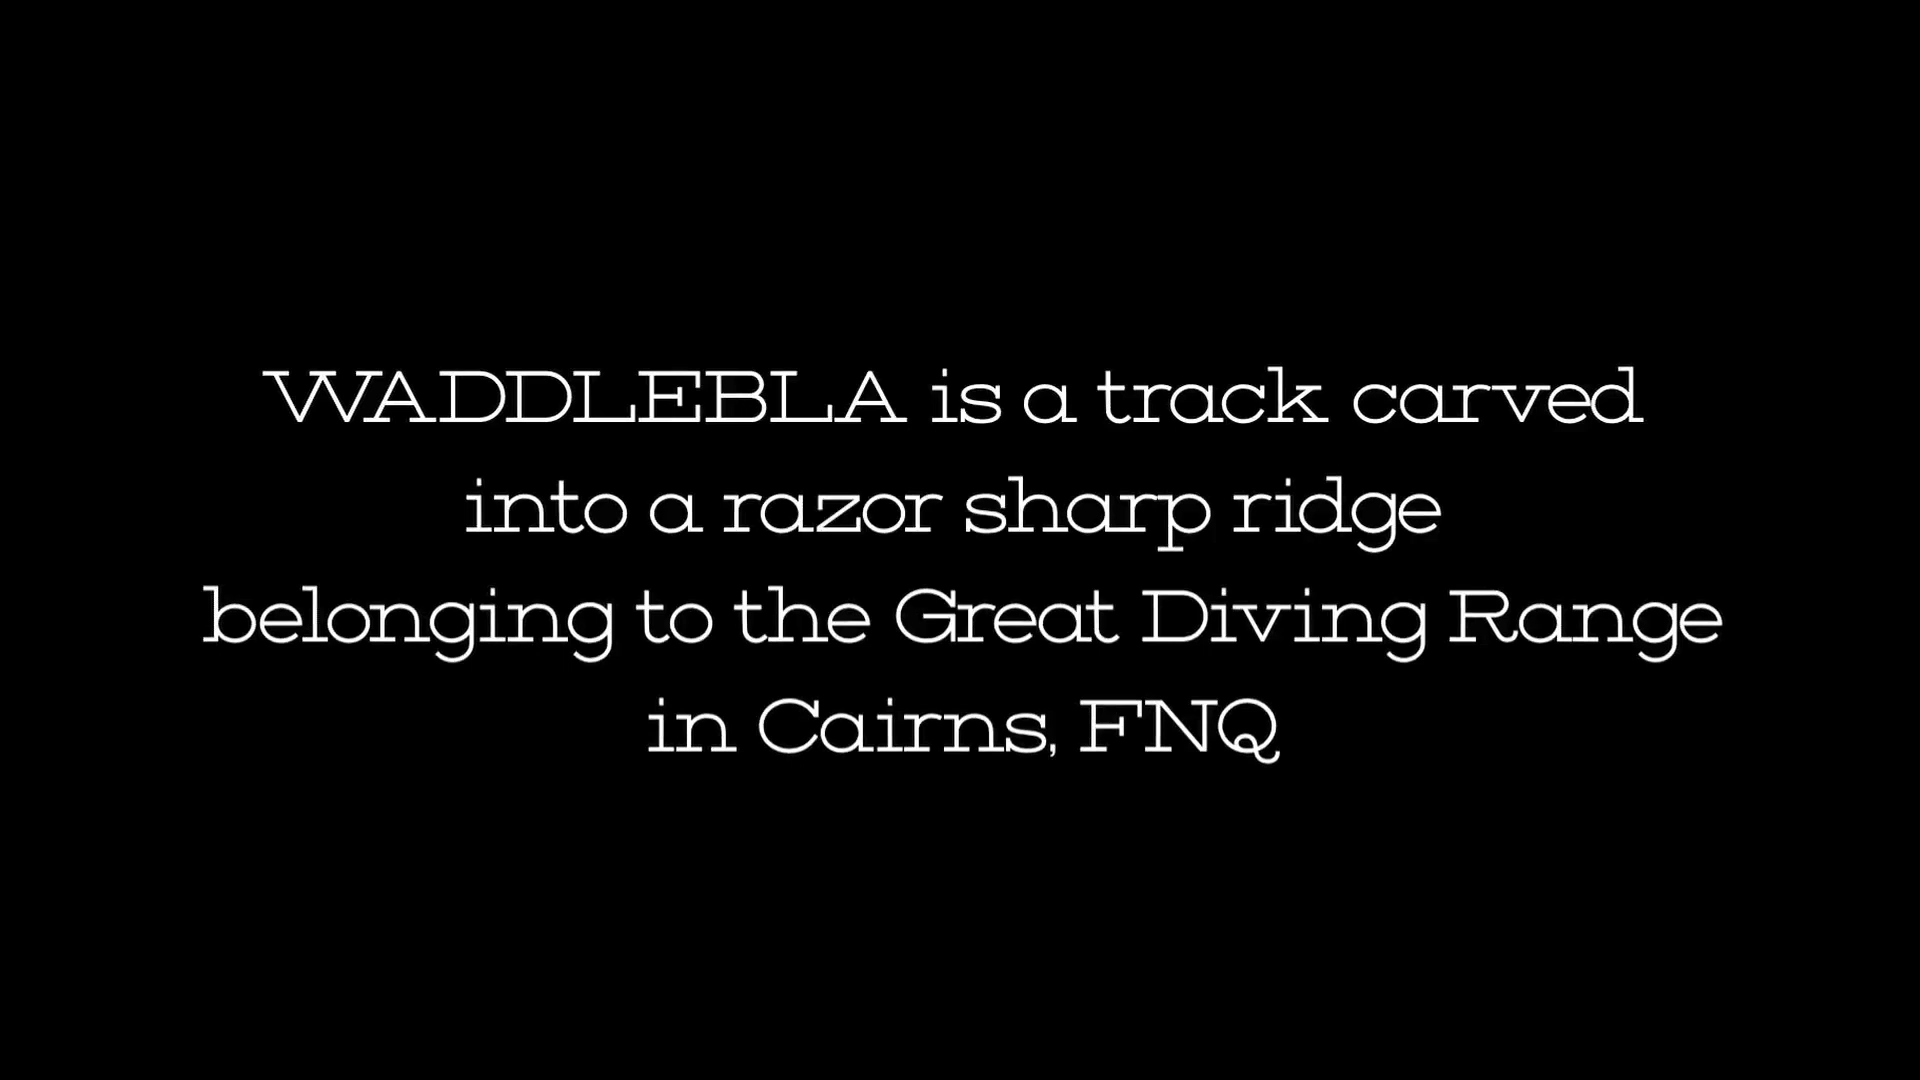 WADDLEBLA is a track carved
into a razor sharp ridge
belonging to the Great Diving Range
in Cairns, FNQ